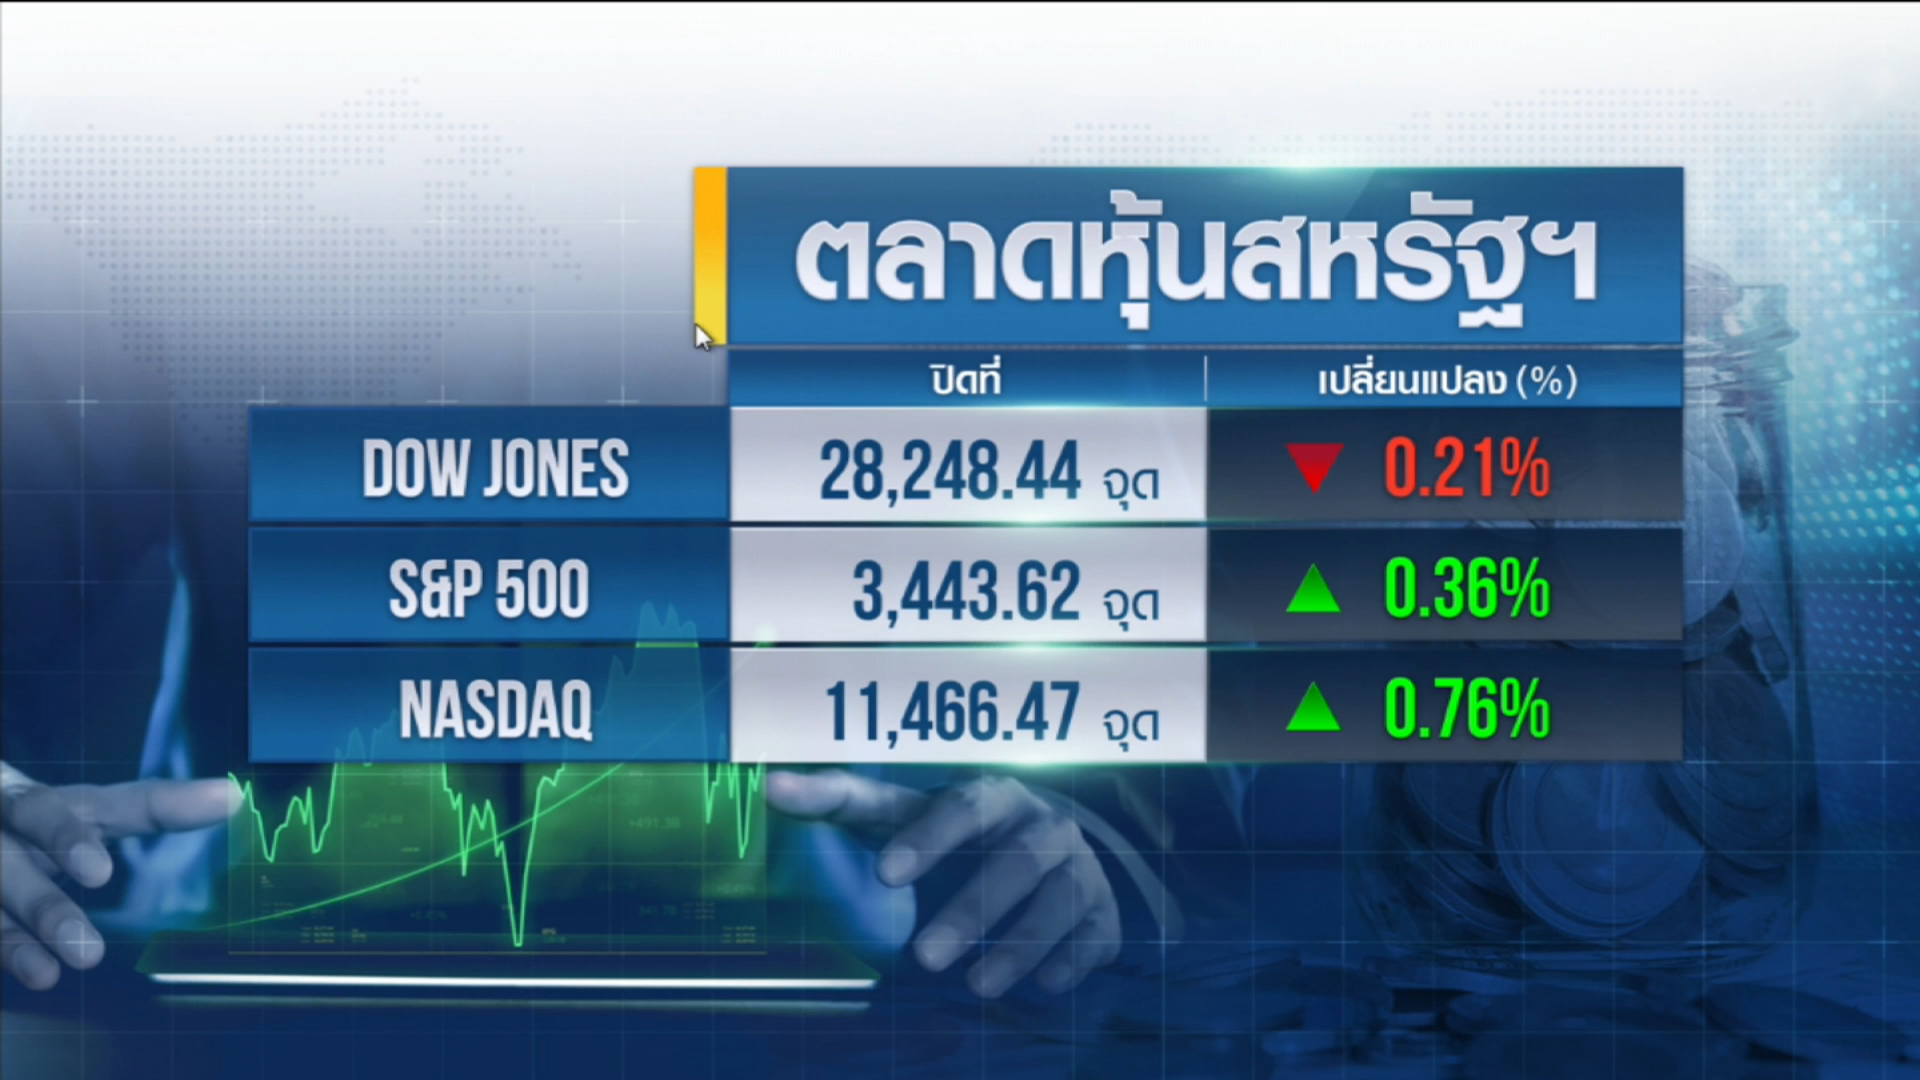 ตลาดหุ้นสหรัฐฯ
ปิดที่ เปลี่ยนแปลง (%)
DOW JONES 28,248.44 จุด 0.21%
S&P 500 3,443.62 จุด 0.36%
NASDAQ 11,466.47 จุด 0.76%